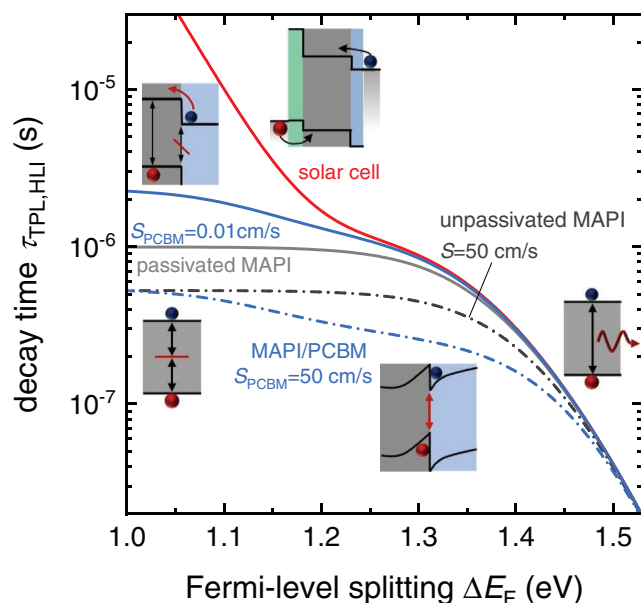 decay time τTPL,HLI (s)
10⁻⁵
10⁻⁶
10⁻⁷
solar cell
SPCBM=0.01cm/s
unpassivated MAPI
S=50 cm/s
passivated MAPI
MAPI/PCBM
SPCBM=50 cm/s
1.0 1.1 1.2 1.3 1.4 1.5
Fermi-level splitting ΔEF (eV)